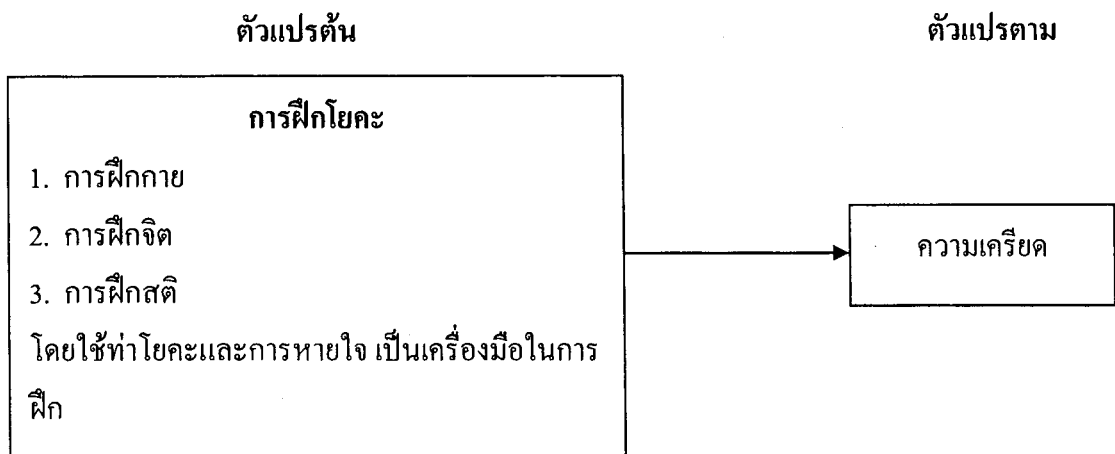 ตัวแปรต้น
ตัวแปรตาม
การฝึกโยคะ
1. การฝึกกาย
2. การฝึกจิต
3. การฝึกสติ
โดยใช้ท่าโยคะและการหายใจ เป็นเครื่องมือในการ
ฝึก
ความเครียด